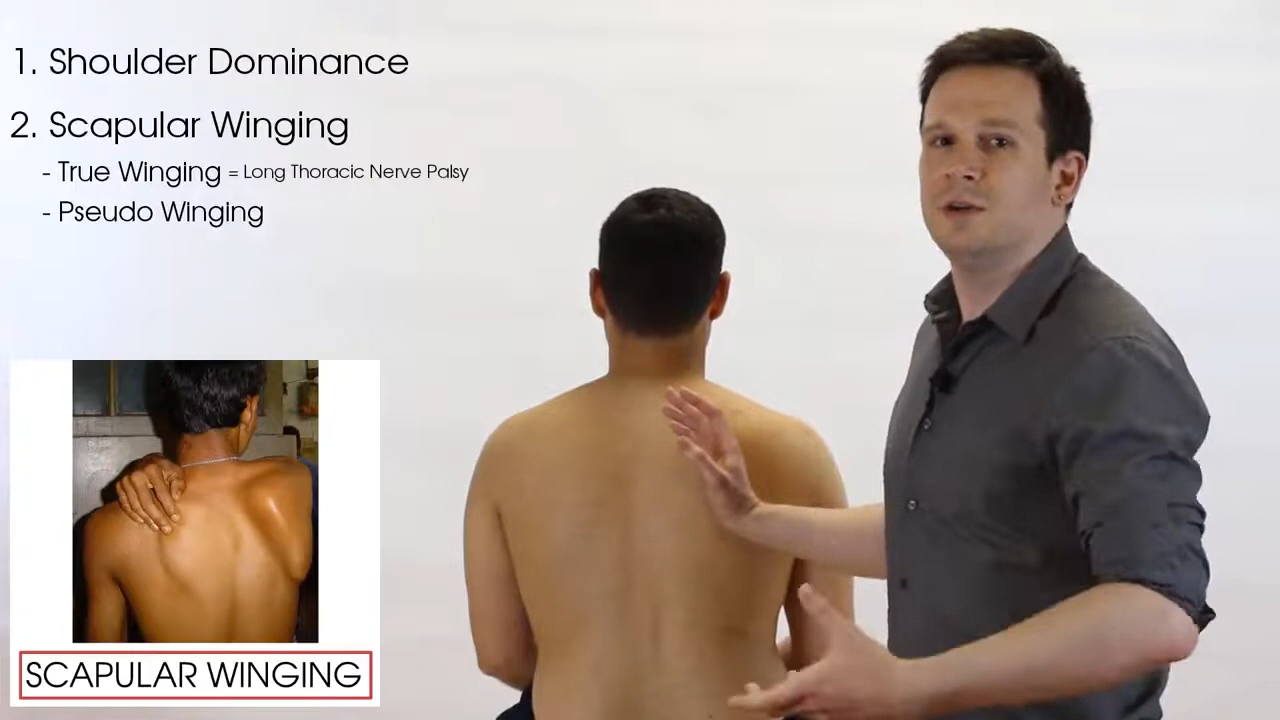 1. Shoulder Dominance
2. Scapular Winging
- True Winging = Long Thoracic Nerve Palsy
- Pseudo Winging
SCAPULAR WINGING